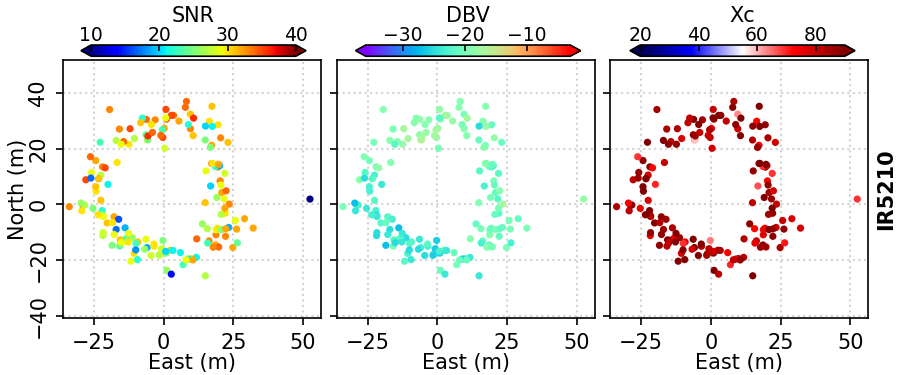 SNR DBV Xc
10 20 30 40 −30 −20 −10 20 40 60 80
North (m)
40
20
0
−20
−40
IR5210
−25 0 25 50 −25 0 25 50 −25 0 25 50
East (m) East (m) East (m)